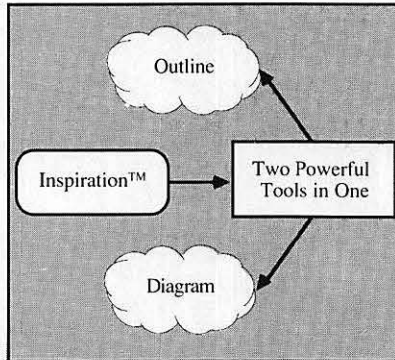 Outline
Inspiration™
Two Powerful
Tools in One
Diagram